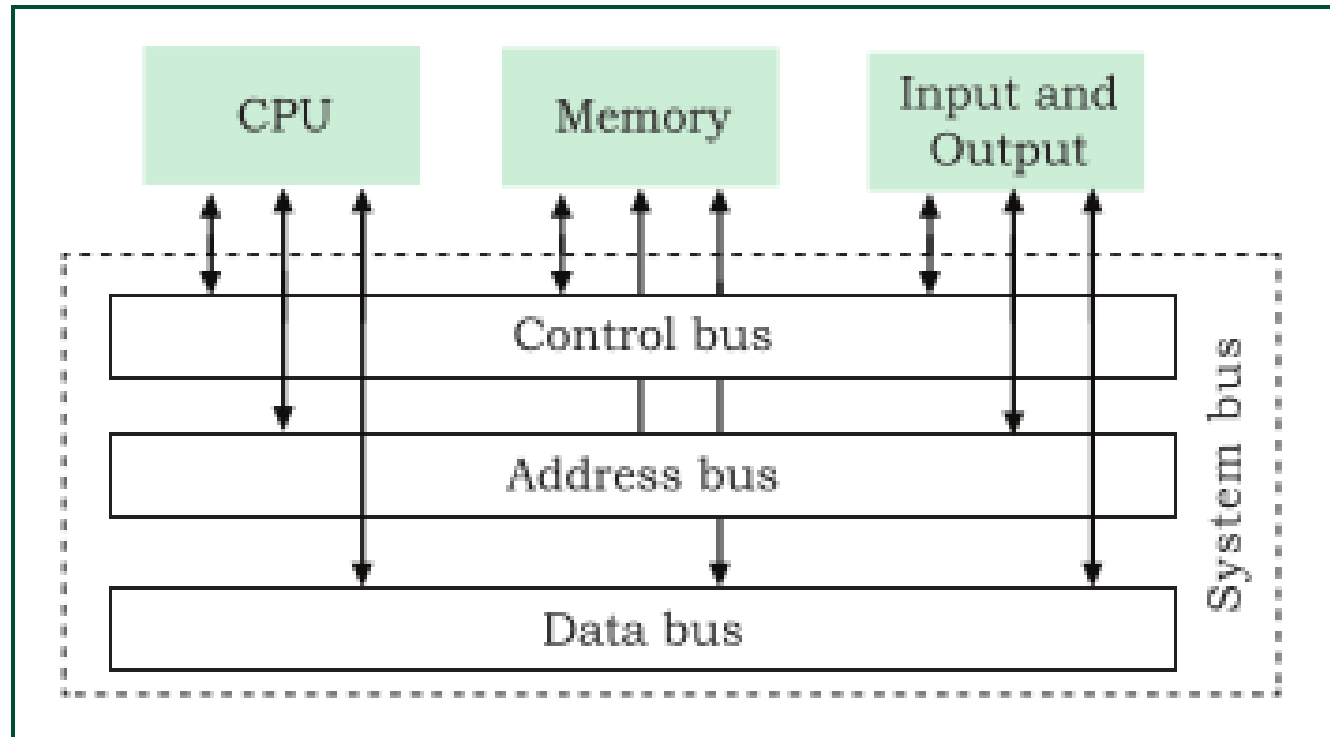 CPU
Memory
Input and
Output
Control bus
Address bus
Data bus
System bus